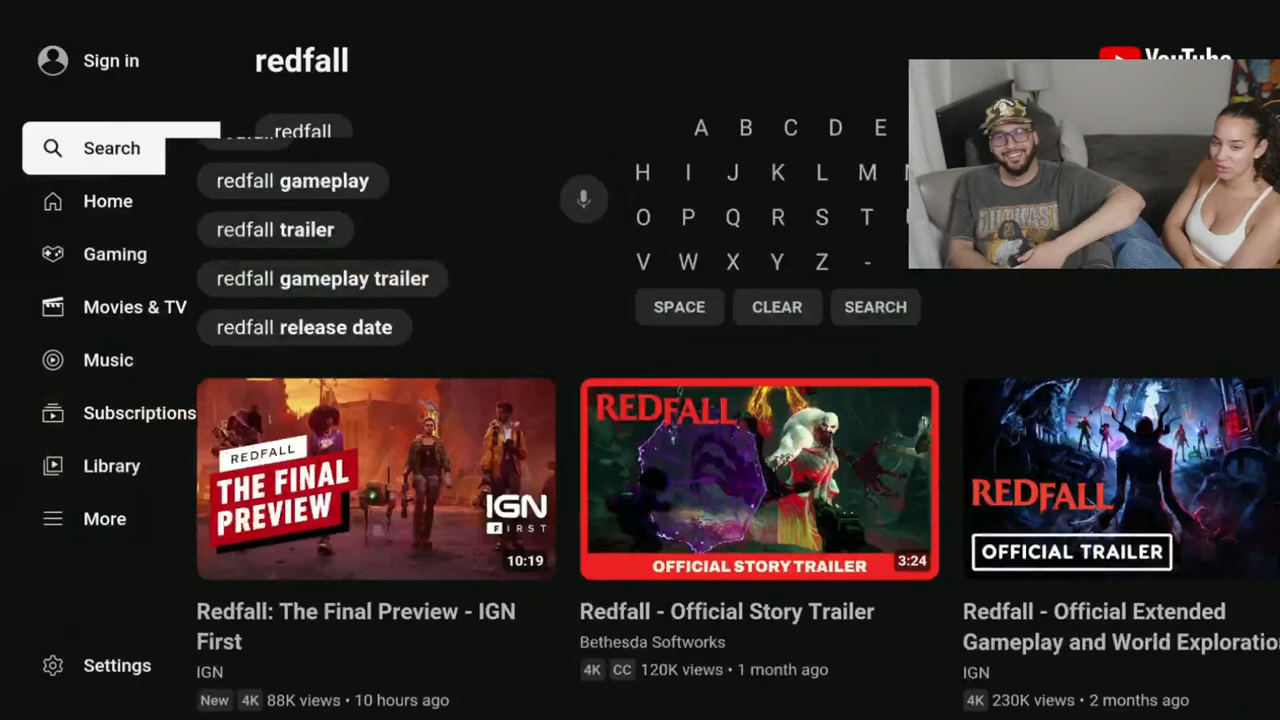 Sign in
redfall
YouTube
Search
Home
Gaming
Movies & TV
Music
Subscriptions
Library
More
Settings
redfall
redfall gameplay
redfall trailer
redfall gameplay trailer
redfall release date
A B C D E
H I J K L M
O P Q R S T
V W X Y Z -
SPACE CLEAR SEARCH
REDFALL
THE FINAL
PREVIEW
IGN
FIRST
10:19
Redfall: The Final Preview - IGN
First
IGN
New 4K 88K views • 10 hours ago
REDFALL
OFFICIAL STORY TRAILER
3:24
Redfall - Official Story Trailer
Bethesda Softworks
4K CC 120K views • 1 month ago
REDFALL
OFFICIAL TRAILER
Redfall - Official Extended
Gameplay and World Exploration
IGN
4K 230K views • 2 months ago